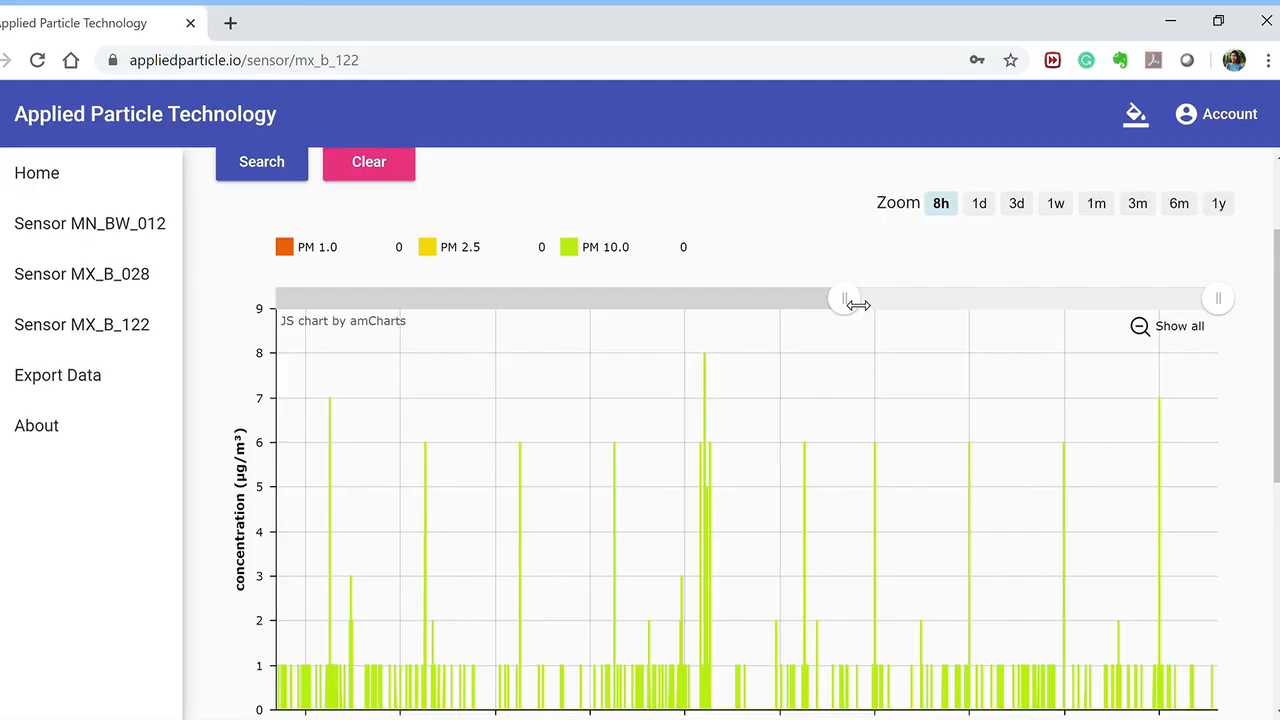 Applied Particle Technology
appliedparticle.io/sensor/mx_b_122
Applied Particle Technology
Account
Home
Sensor MN_BW_012
Sensor MX_B_028
Sensor MX_B_122
Export Data
About
Search
Clear
Zoom 8h 1d 3d 1w 1m 3m 6m 1y
PM 1.0 0 PM 2.5 0 PM 10.0 0
JS chart by amCharts
Show all
concentration (µg/m³)
9
8
7
6
5
4
3
2
1
0